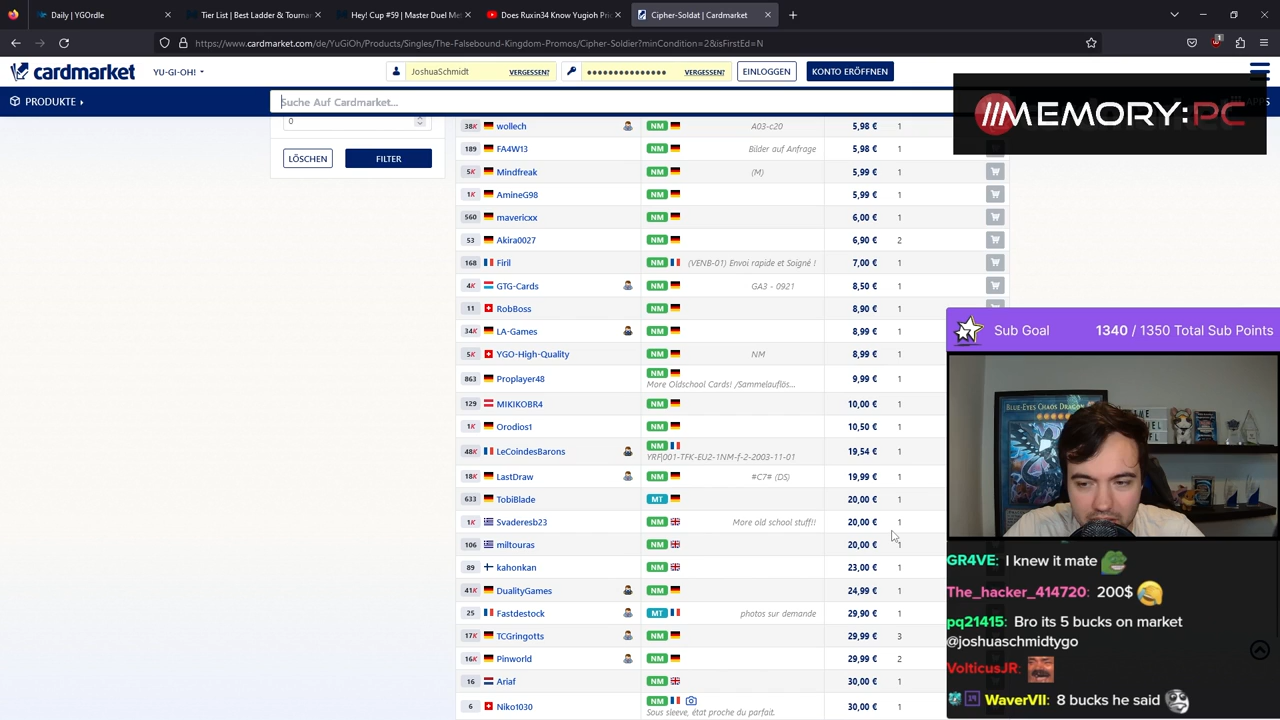 Daily | YGOrdle
Tier List | Best Ladder & Tourna
Hey! Cup #59 | Master Duel Me
Does Ruxin34 Know Yugioh Pri
Cipher-Soldat | Cardmarket
https://www.cardmarket.com/de/YuGiOh/Products/Singles/The-Falsebound-Kingdom-Promos/Cipher-Soldier?minCondition=2&isFirstEd=N
cardmarket YU-GI-OH! JoshuaSchmidt VERGESSEN? VERGESSEN? EINLOGGEN KONTO ERÖFFNEN
PRODUKTE Suche Auf Cardmarket... APPS
MEMORY:PC
0
LÖSCHEN FILTER
38K wollech NM A03-c20 5,98 € 1
189 FA4W13 NM Bilder auf Anfrage 5,98 € 1
5K Mindfreak NM (M) 5,99 € 1
1K AmineG98 NM 5,99 € 1
560 mavericxx NM 6,00 € 1
53 Akira0027 NM 6,90 € 2
168 Firil NM (VENB-01) Envoi rapide et Soigné ! 7,00 € 1
4K GTG-Cards NM GA3 - 0921 8,50 € 1
11 RobBoss NM 8,90 € 1
34K LA-Games NM 8,99 € 1
5K YGO-High-Quality NM NM 8,99 € 1
863 Proplayer48 NM 9,99 € 1
More Oldschool Cards! /Sammelauflös...
129 MIKIKOBR4 NM 10,00 € 1
1K Orodios1 NM 10,50 € 1
48K LeCoindesBarons NM 19,54 € 1
YRF|001-TFK-EU2-1NM-f-2-2003-11-01
18K LastDraw NM #C7# (DS) 19,99 € 1
633 TobiBlade MT 20,00 € 1
1K Svaderesb23 NM More old school stuff!! 20,00 € 1
106 miltouras NM 20,00 € 1
89 kahonkan NM 23,00 € 1
41K DualityGames NM 24,99 € 1
25 Fastdestock MT photos sur demande 29,90 € 1
17K TCGringotts NM 29,99 € 3
16K Pinworld NM 29,99 € 2
16 Ariaf NM 30,00 € 1
6 Niko1030 NM 30,00 € 1
Sous sleeve, état proche du parfait.
Sub Goal 1340 / 1350 Total Sub Points
BLUE-EYES CHAOS DRAGON
GR4VE: I knew it mate
The_hacker_414720: 200$
pq21415: Bro its 5 bucks on market
@joshuaschmidtygo
VolticusJR:
WaverVII: 8 bucks he said